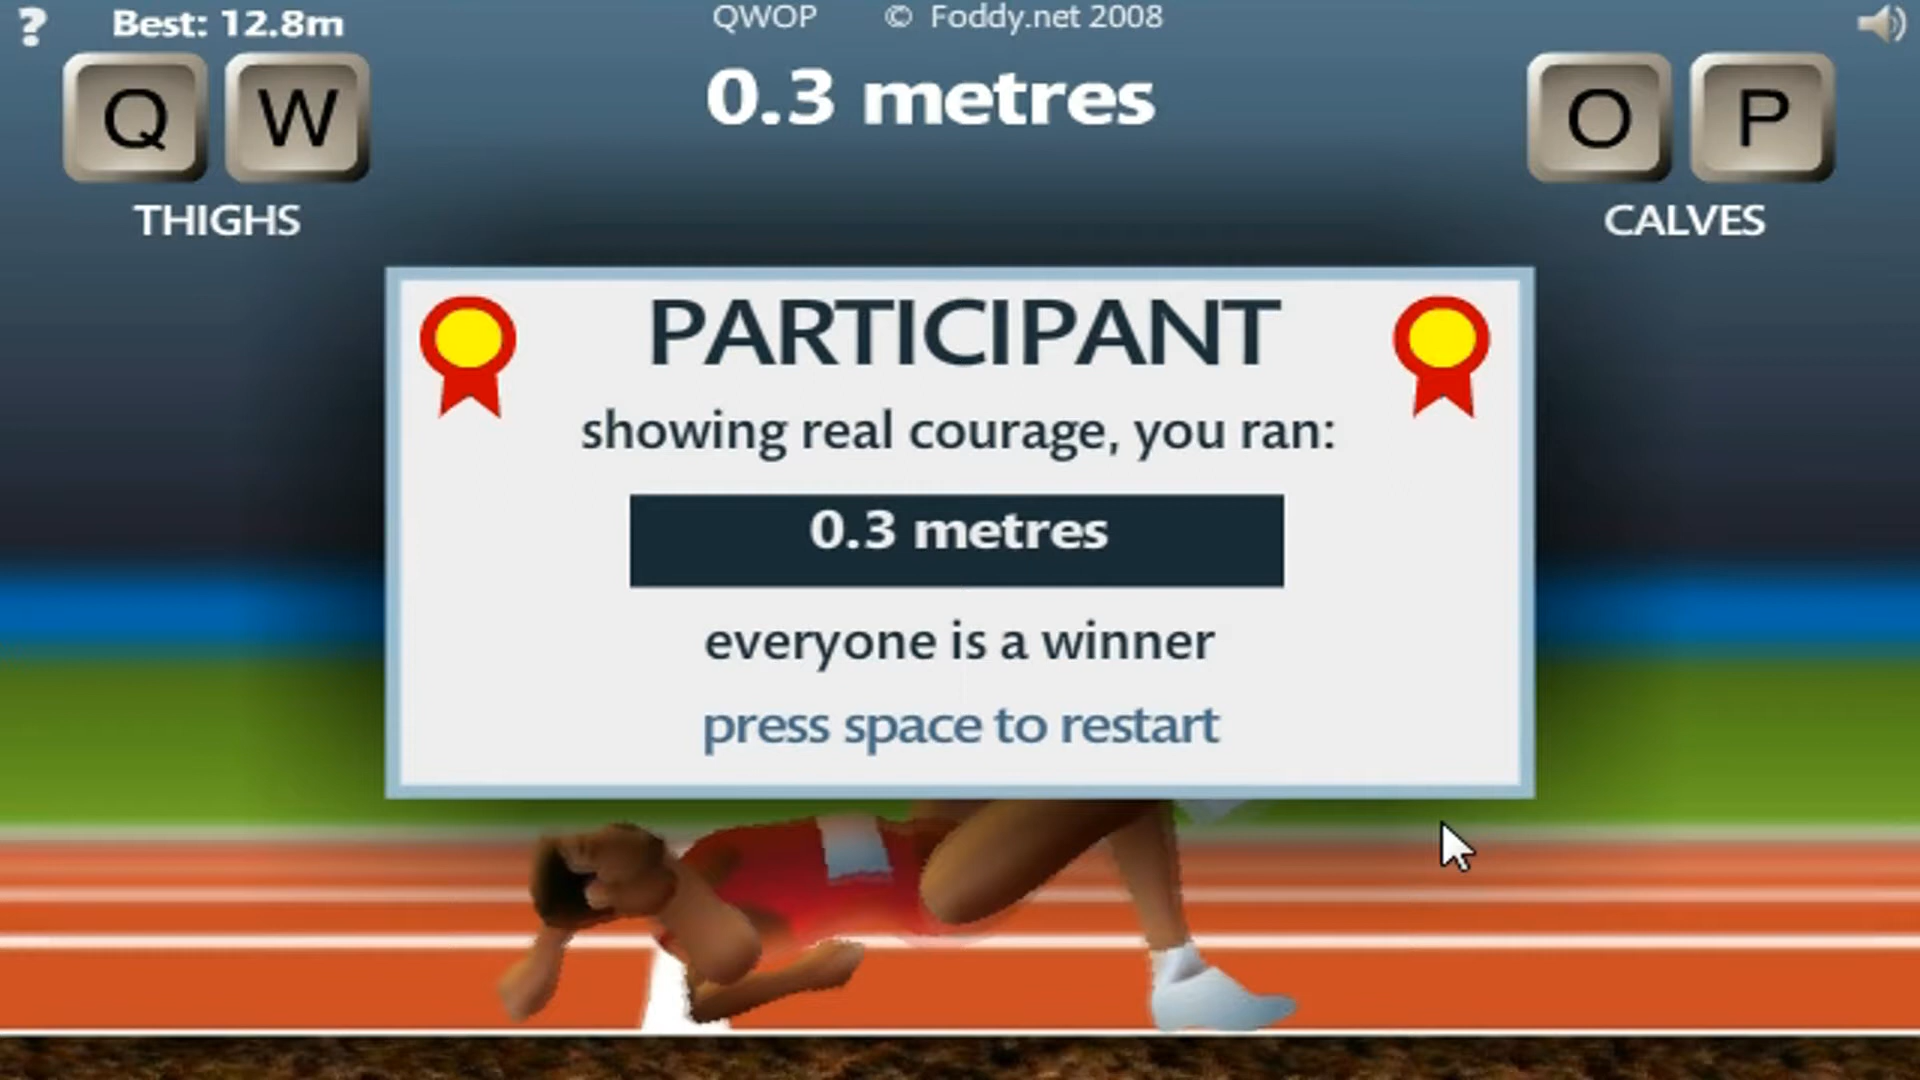 ?
Best: 12.8m
QWOP © Foddy.net 2008
0.3 metres
Q W
THIGHS
O P
CALVES
PARTICIPANT
showing real courage, you ran:
0.3 metres
everyone is a winner
press space to restart